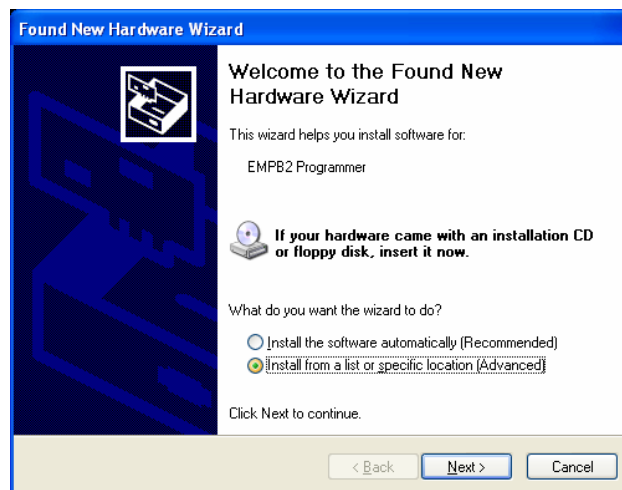 Found New Hardware Wizard
Welcome to the Found New
Hardware Wizard
This wizard helps you install software for:
EMPB2 Programmer
If your hardware came with an installation CD
or floppy disk, insert it now.
What do you want the wizard to do?
Install the software automatically (Recommended)
Install from a list or specific location (Advanced)
Click Next to continue.
< Back
Next >
Cancel